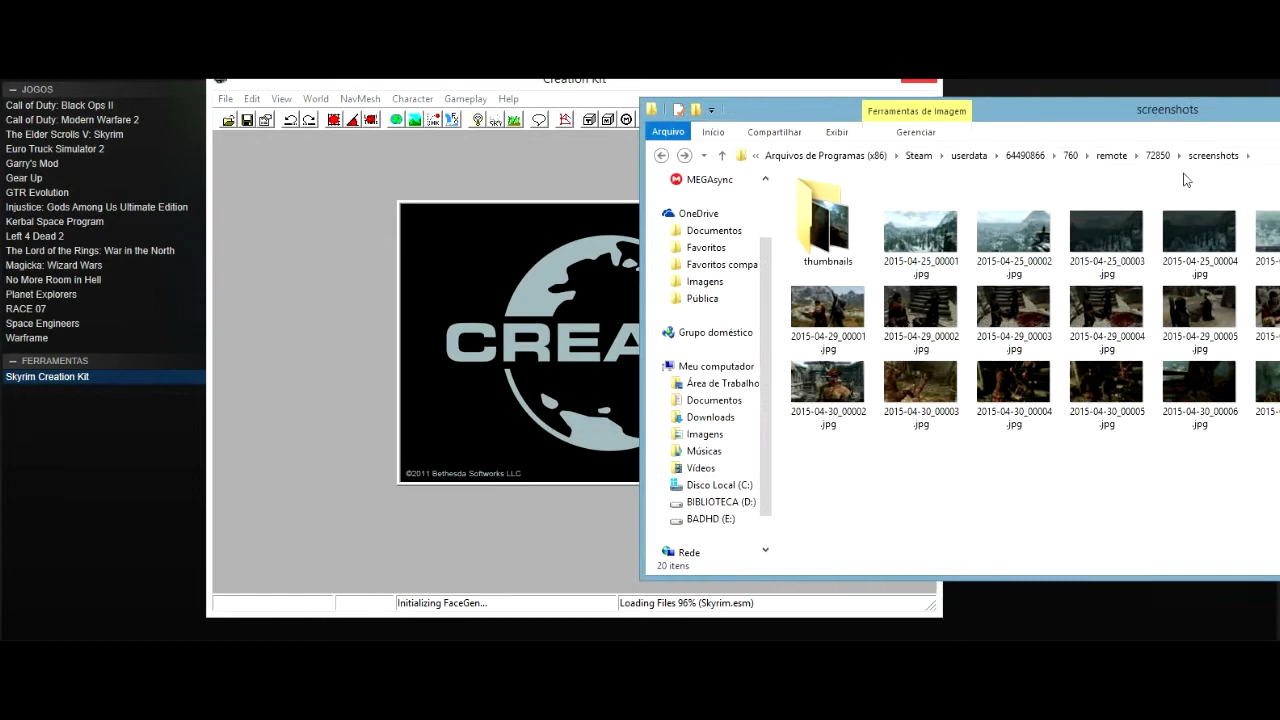 JOGOS
Call of Duty: Black Ops II
Call of Duty: Modern Warfare 2
The Elder Scrolls V: Skyrim
Euro Truck Simulator 2
Garry's Mod
Gear Up
GTR Evolution
Injustice: Gods Among Us Ultimate Edition
Kerbal Space Program
Left 4 Dead 2
The Lord of the Rings: War in the North
Magicka: Wizard Wars
No More Room in Hell
Planet Explorers
RACE 07
Space Engineers
Warframe
FERRAMENTAS
Skyrim Creation Kit
Creation Kit
File Edit View World NavMesh Character Gameplay Help
CREA
©2011 Bethesda Softworks LLC
Initializing FaceGen...
Loading Files 96% (Skyrim.esm)
Ferramentas de Imagem
screenshots
Arquivo Início Compartilhar Exibir Gerenciar
« Arquivos de Programas (x86) Steam userdata 64490866 760 remote 72850 screenshots
MEGAsync
OneDrive
Documentos
Favoritos
Favoritos compa
Imagens
Pública
Grupo doméstico
Meu computador
Área de Trabalho
Documentos
Downloads
Imagens
Músicas
Vídeos
Disco Local (C:)
BIBLIOTECA (D:)
BADHD (E:)
Rede
20 itens
thumbnails
2015-04-25_00001.jpg
2015-04-25_00002.jpg
2015-04-25_00003.jpg
2015-04-25_00004.jpg
2015-04-29_00001.jpg
2015-04-29_00002.jpg
2015-04-29_00003.jpg
2015-04-29_00004.jpg
2015-04-29_00005.jpg
2015-04-30_00002.jpg
2015-04-30_00003.jpg
2015-04-30_00004.jpg
2015-04-30_00005.jpg
2015-04-30_00006.jpg